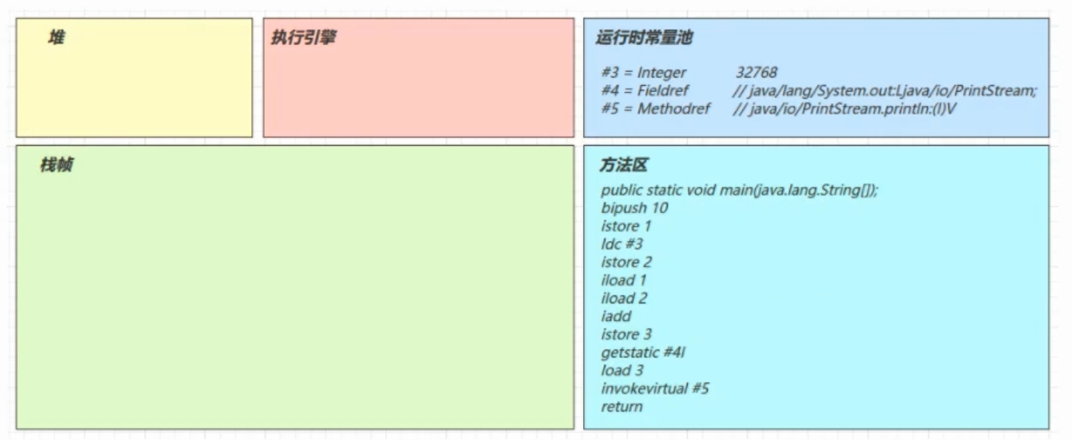 堆
执行引擎
运行时常量池
#3 = Integer 32768
#4 = Fieldref // java/lang/System.out:Ljava/io/PrintStream;
#5 = Methodref // java/io/PrintStream.println:(I)V
栈帧
方法区
public static void main(java.lang.String[]);
bipush 10
istore 1
ldc #3
istore 2
iload 1
iload 2
iadd
istore 3
getstatic #4l
load 3
invokevirtual #5
return